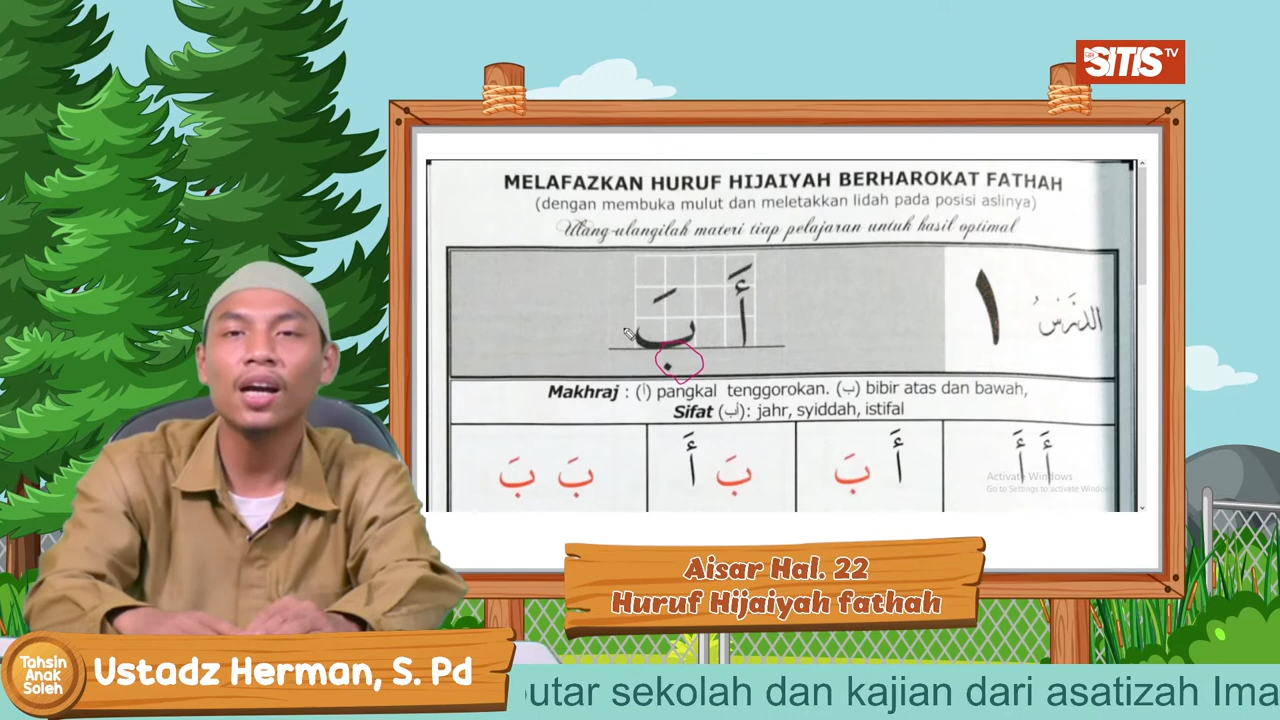 SITIS TV
MELAFAZKAN HURUF HIJAIYAH BERHAROKAT FATHAH
(dengan membuka mulut dan meletakkan lidah pada posisi aslinya)
Ulang-ulangilah materi tiap pelajaran untuk hasil optimal
الدَّرْسُ ١
أَ بَ
Makhraj : (أ) pangkal tenggorokan. (ب) bibir atas dan bawah,
Sifat (أب): jahr, syiddah, istifal
أَ أَ
أَ بَ
بَ أَ
بَ بَ
Activate Windows
Go to Settings to activate Windows
Aisar Hal. 22
Huruf Hijaiyah fathah
Tahsin
Anak
Soleh
Ustadz Herman, S. Pd
utar sekolah dan kajian dari asatizah Ima